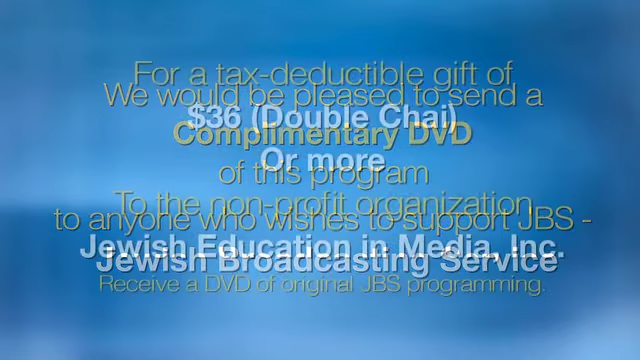 For a tax-deductible gift of
We would be pleased to send a
$36 (Double Chai)
Complimentary DVD
Or more
of this program
To the non-profit organization
to anyone who wishes to support JBS -
Jewish Education in Media, Inc.
Jewish Broadcasting Service
Receive a DVD of original JBS programming.